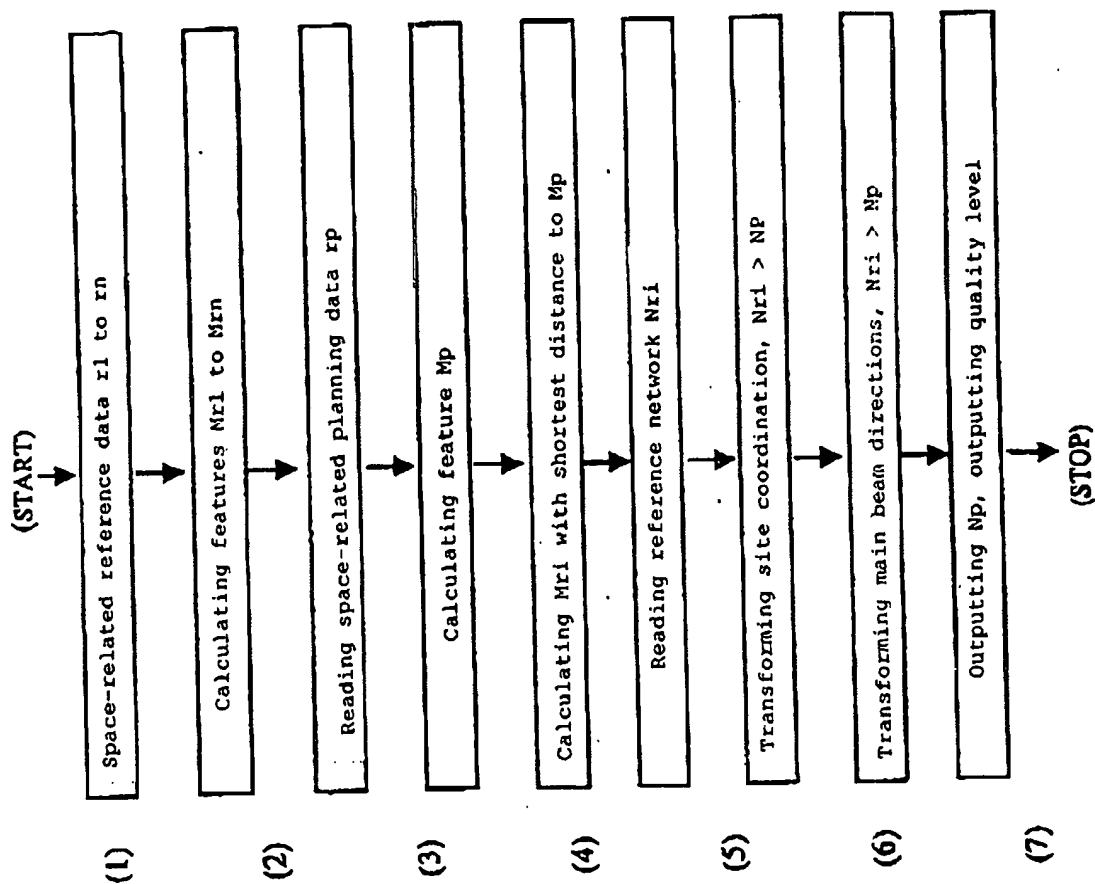 (START)
(1) Space-related reference data r1 to rn
Calculating features Mr1 to Mrn
(2)
Reading space-related planning data rp
(3) Calculating feature Mp
(4) Calculating Mri with shortest distance to Mp
Reading reference network Nri
(5) Transforming site coordination, Nri > NP
(6) Transforming main beam directions, Nri > Np
Outputting Np, outputting quality level
(7)
(STOP)